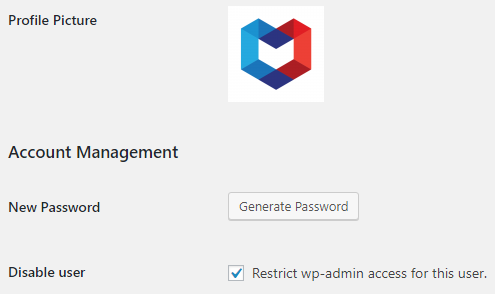 Profile Picture
Account Management
New Password
Generate Password
Disable user
Restrict wp-admin access for this user.